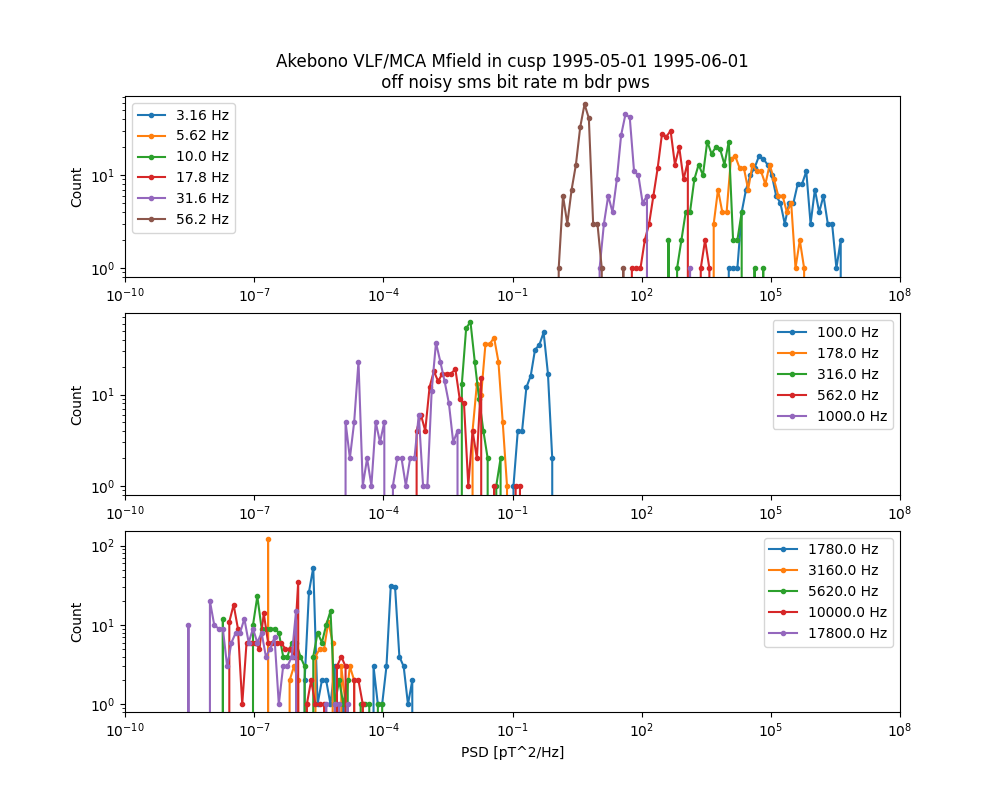 Akebono VLF/MCA Mfield in cusp 1995-05-01 1995-06-01
off noisy sms bit rate m bdr pws
Count
10^1
10^0
3.16 Hz
5.62 Hz
10.0 Hz
17.8 Hz
31.6 Hz
56.2 Hz
10^-10 10^-7 10^-4 10^-1 10^2 10^5 10^8
Count
10^1
10^0
100.0 Hz
178.0 Hz
316.0 Hz
562.0 Hz
1000.0 Hz
10^-10 10^-7 10^-4 10^-1 10^2 10^5 10^8
Count
10^2
10^1
10^0
1780.0 Hz
3160.0 Hz
5620.0 Hz
10000.0 Hz
17800.0 Hz
10^-10 10^-7 10^-4 10^-1 10^2 10^5 10^8
PSD [pT^2/Hz]